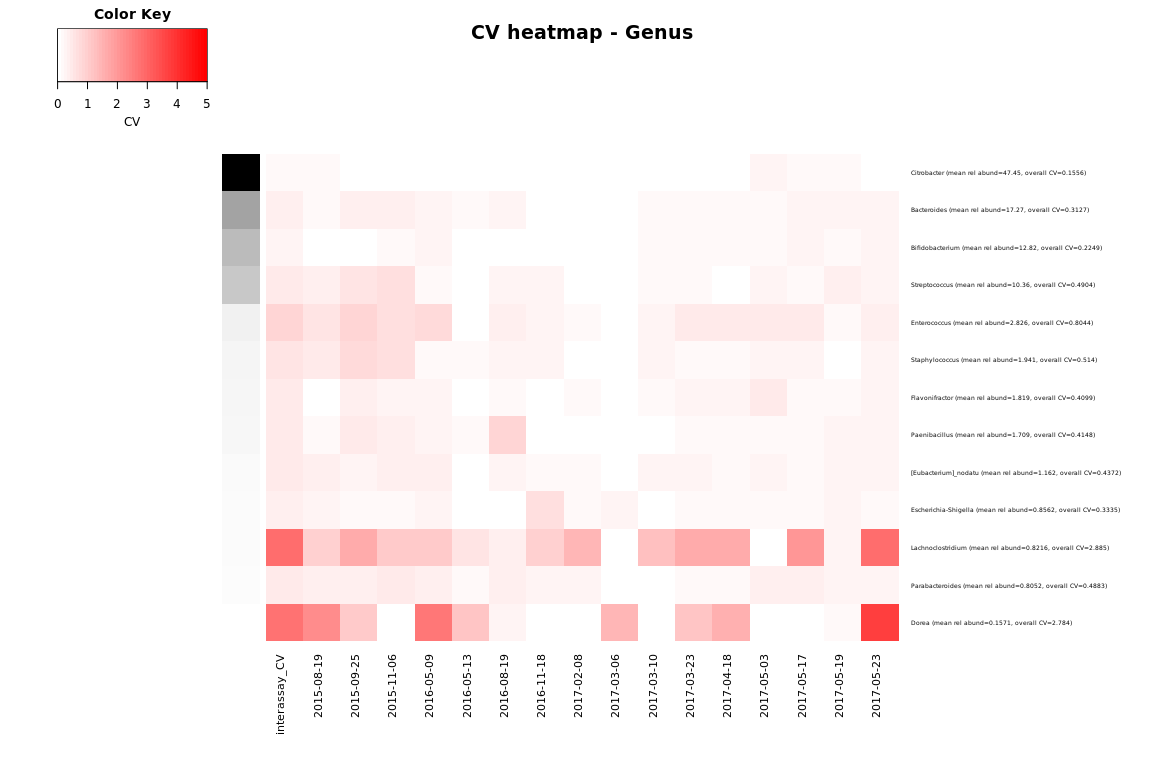 Color Key
CV heatmap - Genus
0 1 2 3 4 5
CV
Citrobacter (mean rel abund=47.45, overall CV=0.1556)
Bacteroides (mean rel abund=17.27, overall CV=0.3127)
Bifidobacterium (mean rel abund=12.82, overall CV=0.2249)
Streptococcus (mean rel abund=10.36, overall CV=0.4904)
Enterococcus (mean rel abund=2.826, overall CV=0.8044)
Staphylococcus (mean rel abund=1.941, overall CV=0.514)
Flavonifractor (mean rel abund=1.819, overall CV=0.4099)
Paenibacillus (mean rel abund=1.709, overall CV=0.4148)
[Eubacterium]_nodatu (mean rel abund=1.162, overall CV=0.4372)
Escherichia-Shigella (mean rel abund=0.8562, overall CV=0.3335)
Lachnoclostridium (mean rel abund=0.8216, overall CV=2.885)
Parabacteroides (mean rel abund=0.8052, overall CV=0.4883)
Dorea (mean rel abund=0.1571, overall CV=2.784)
interassay_CV
2015-08-19
2015-09-25
2015-11-06
2016-05-09
2016-05-13
2016-08-19
2016-11-18
2017-02-08
2017-03-06
2017-03-10
2017-03-23
2017-04-18
2017-05-03
2017-05-17
2017-05-19
2017-05-23